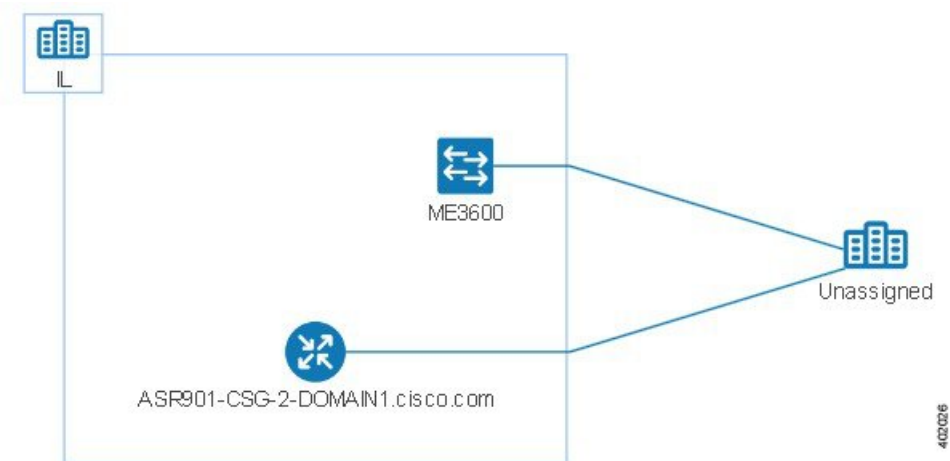 IL
ME3600
Unassigned
ASR901-CSG-2-DOMAIN1.cisco.com
402026